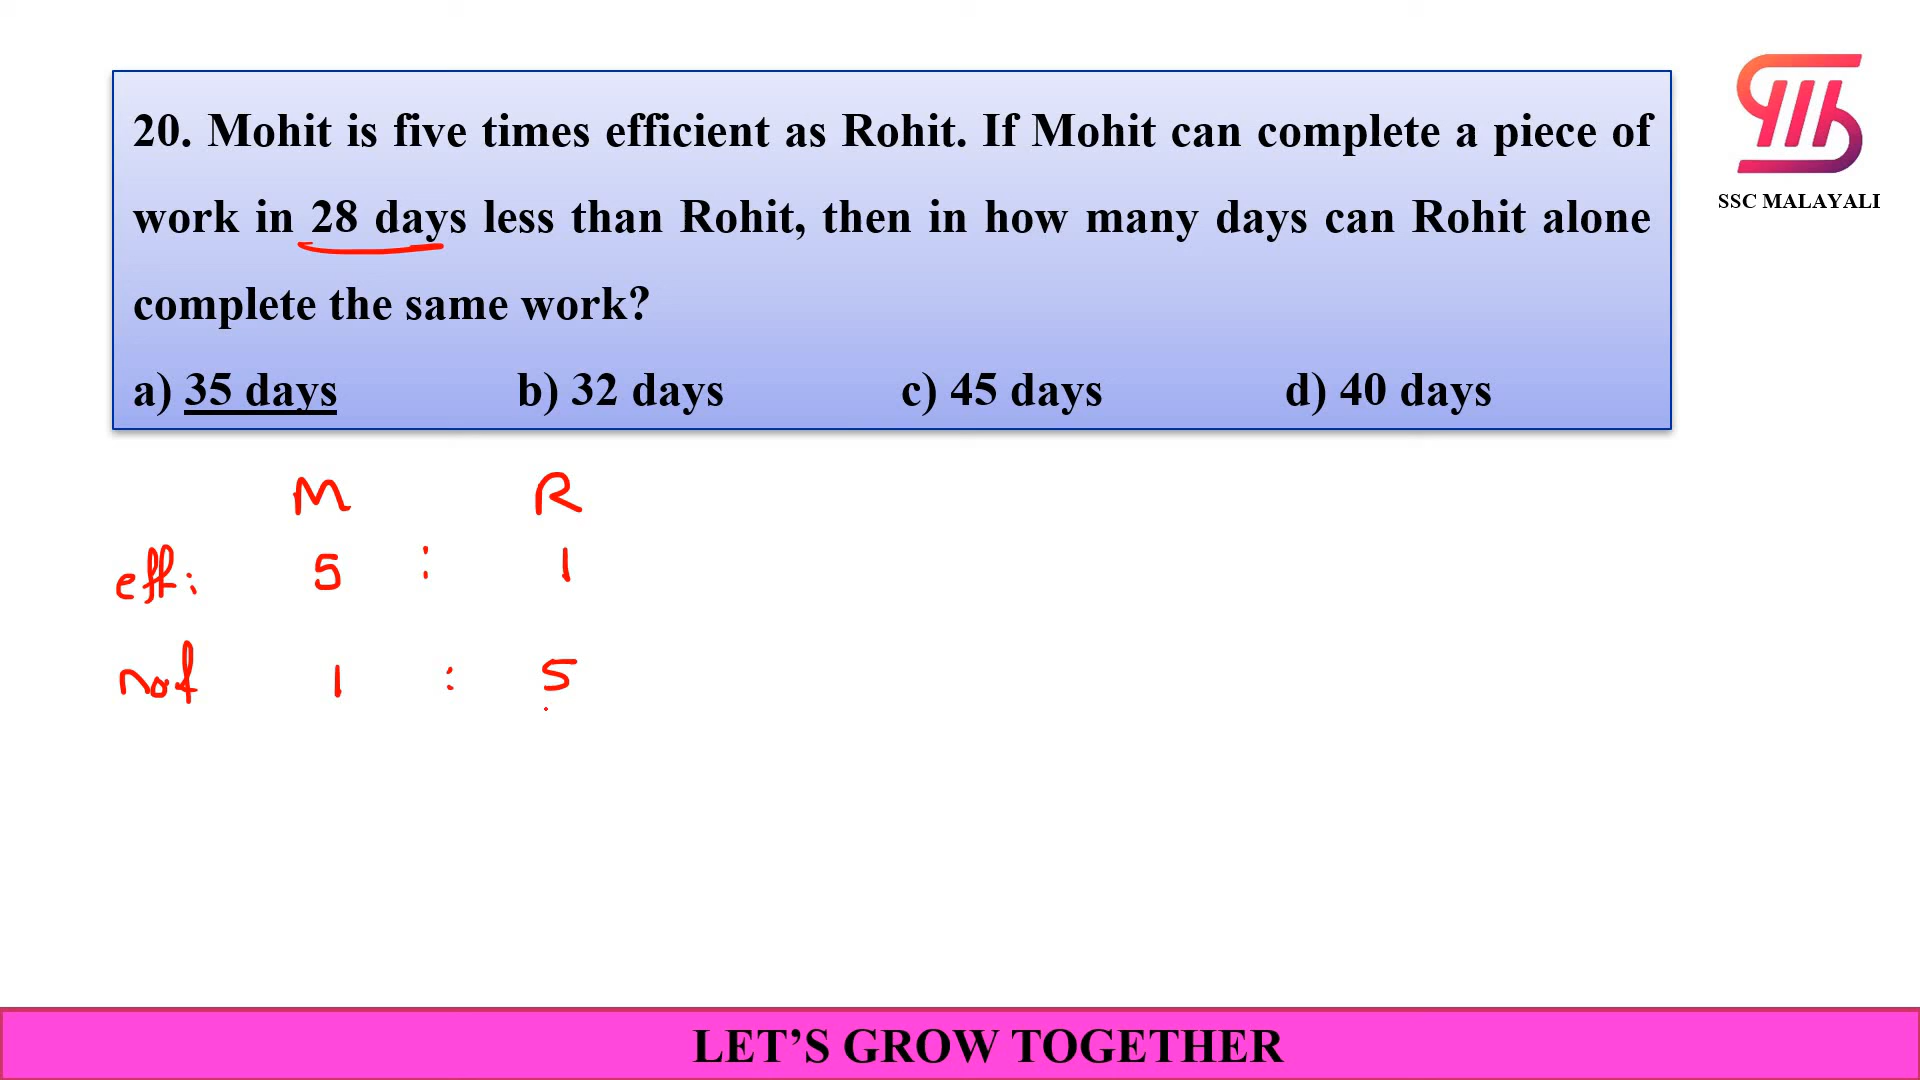 20. Mohit is five times efficient as Rohit. If Mohit can complete a piece of
work in 28 days less than Rohit, then in how many days can Rohit alone
complete the same work?
a) 35 days b) 32 days c) 45 days d) 40 days
SSC MALAYALI
M R
effi: 5 : 1
nof 1 : 5
LET’S GROW TOGETHER